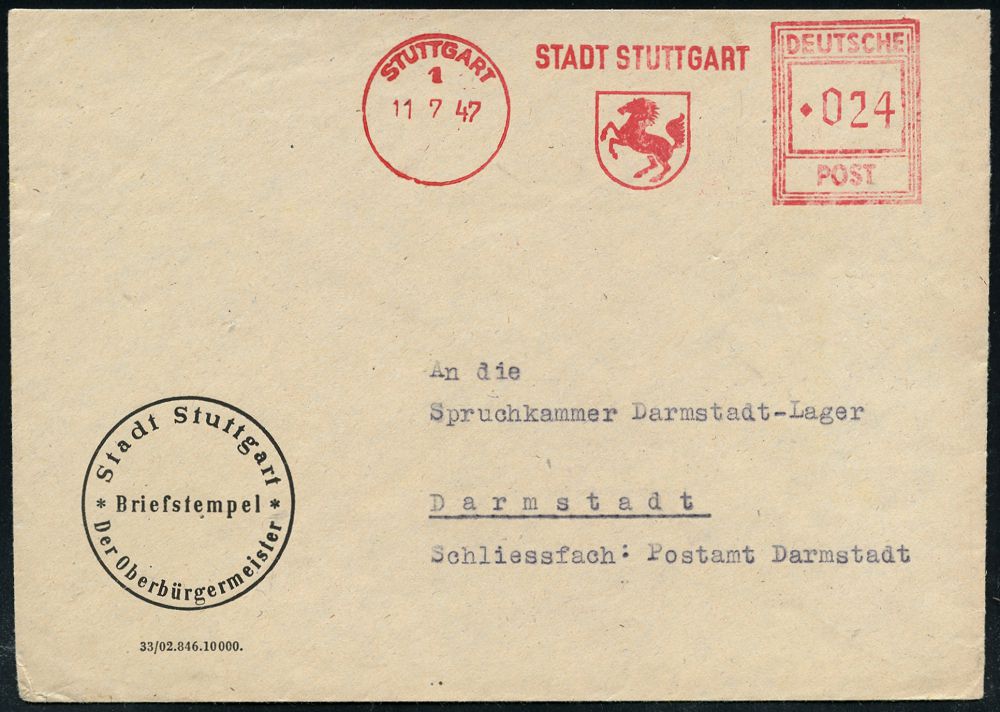 STUTTGART
1
11 7 47
STADT STUTTGART
DEUTSCHE
024
POST
An die
Spruchkammer Darmstadt-Lager
Darmstadt
Schliessfach: Postamt Darmstadt
Stadt Stuttgart
* Briefstempel *
Der Oberbürgermeister
33/02.846.10000.